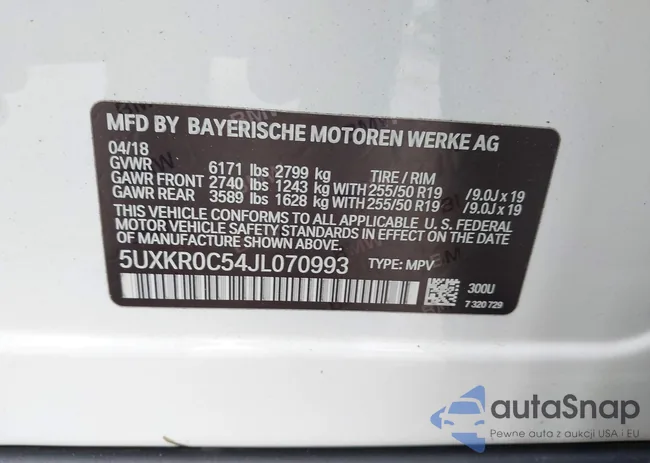 MFD BY BAYERISCHE MOTOREN WERKE AG
04/18
GVWR 6171 lbs 2799 kg TIRE / RIM
GAWR FRONT 2740 lbs 1243 kg WITH 255/50 R19 /9.0J x 19
GAWR REAR 3589 lbs 1628 kg WITH 255/50 R19 /9.0J x 19
THIS VEHICLE CONFORMS TO ALL APPLICABLE U.S. FEDERAL
MOTOR VEHICLE SAFETY STANDARDS IN EFFECT ON THE DATE
OF MANUFACTURE SHOWN ABOVE.
5UXKR0C54JL070993 TYPE: MPV
300U
7 320 729
autaSnap
Pewne auta z aukcji USA i EU